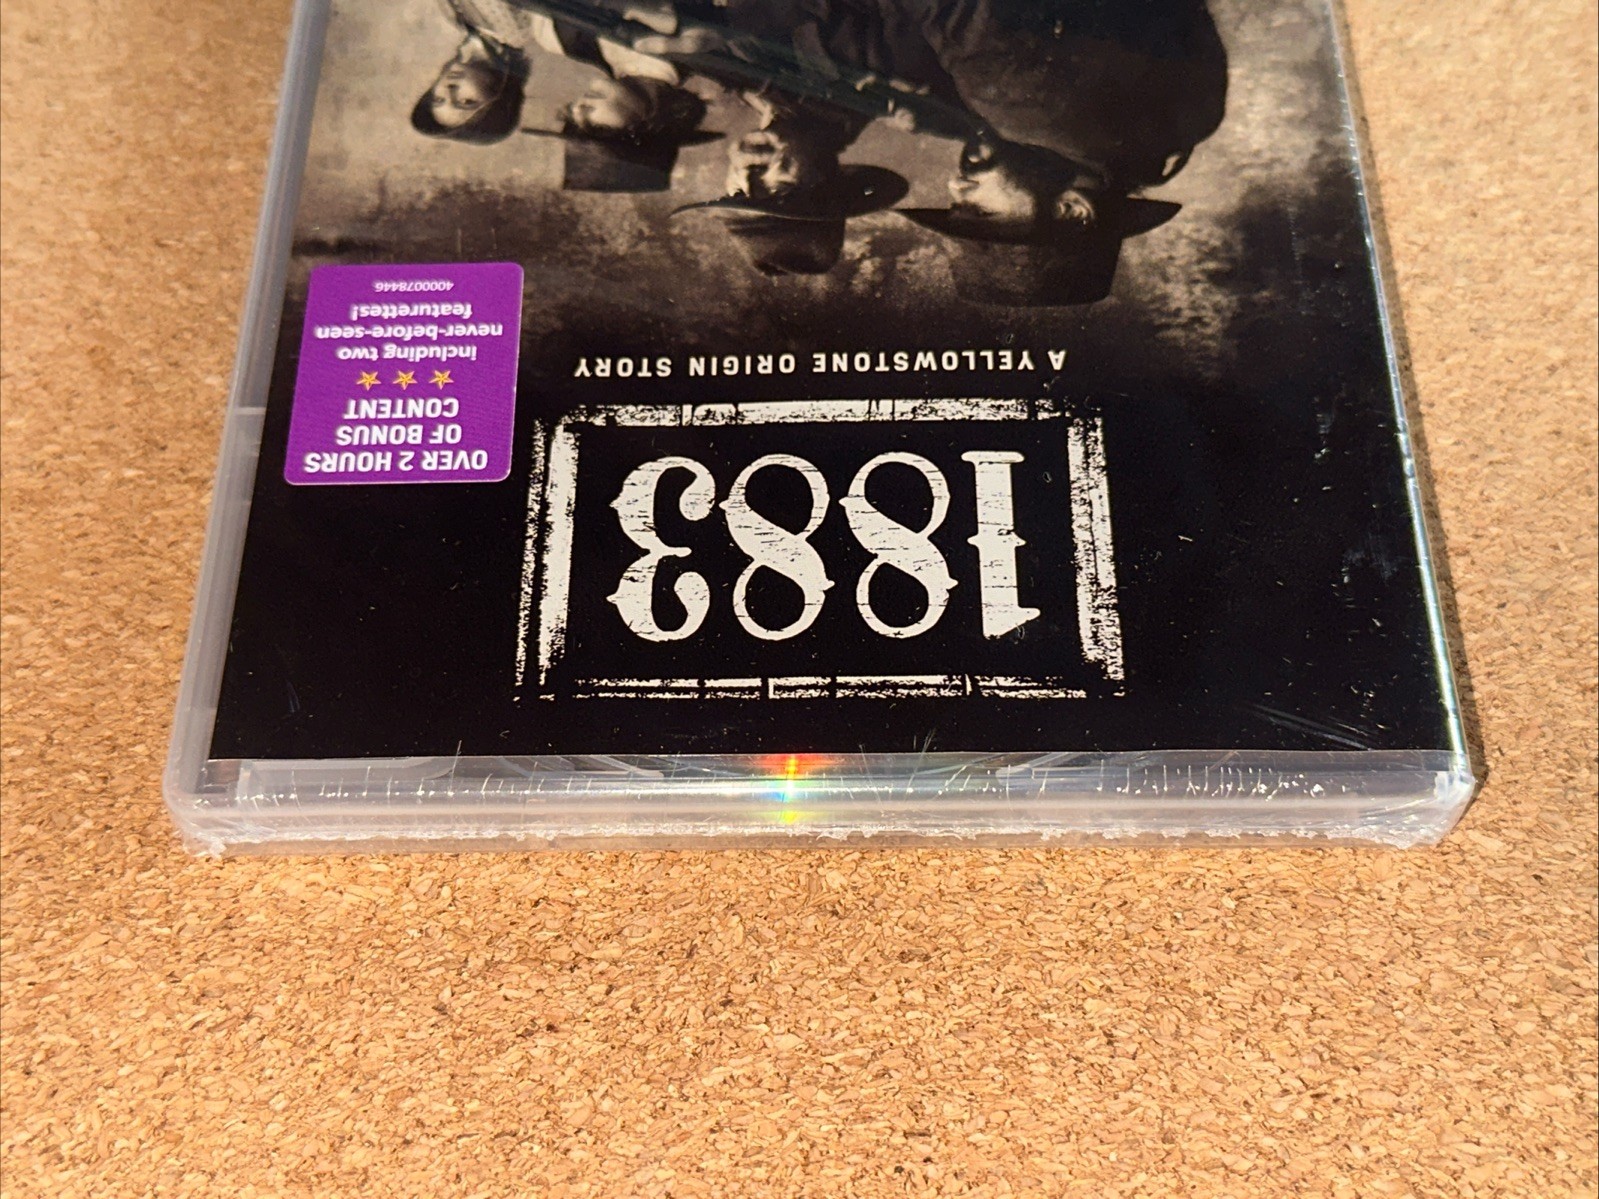 1883
A YELLOWSTONE ORIGIN STORY
OVER 2 HOURS
OF BONUS
CONTENT
including two
never-before-seen
featurettes!
4000078446